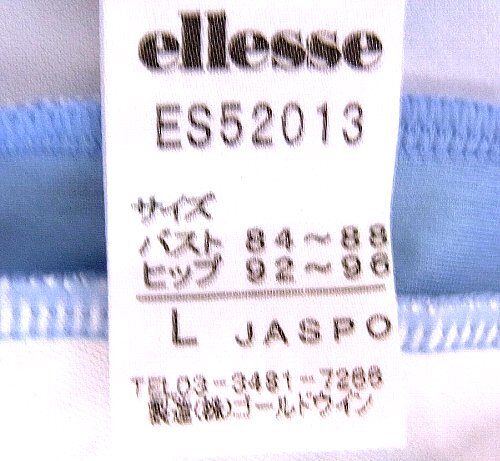 ellesse
ES52013
サイズ
バスト 84～88
ヒップ 92～96
L JASPO
TEL03-3481-7266
製造(株)ゴールドウイン